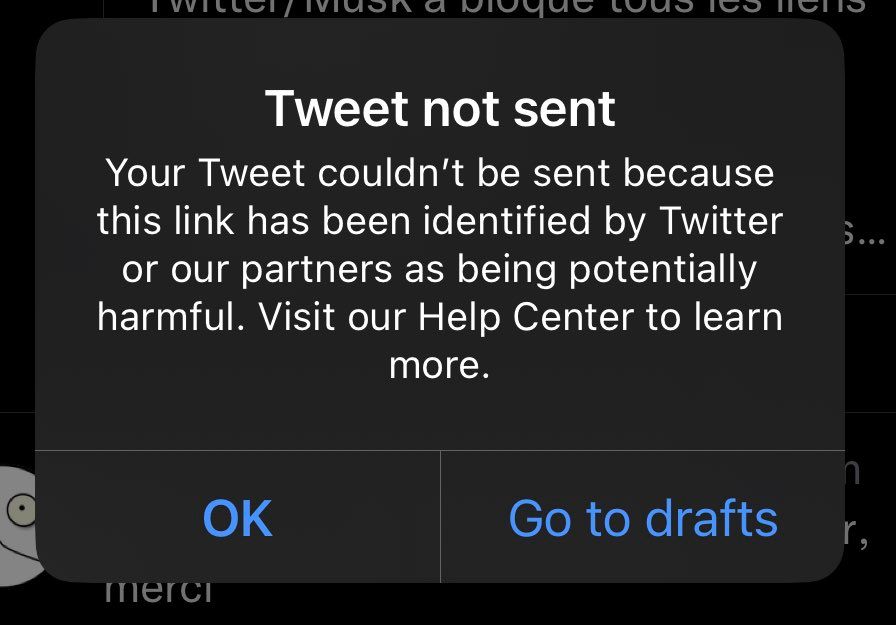 Twitter/Musk a bloqué tous les liens
Tweet not sent
Your Tweet couldn’t be sent because
this link has been identified by Twitter
or our partners as being potentially
harmful. Visit our Help Center to learn
more.
s...
OK
Go to drafts
r,
merci